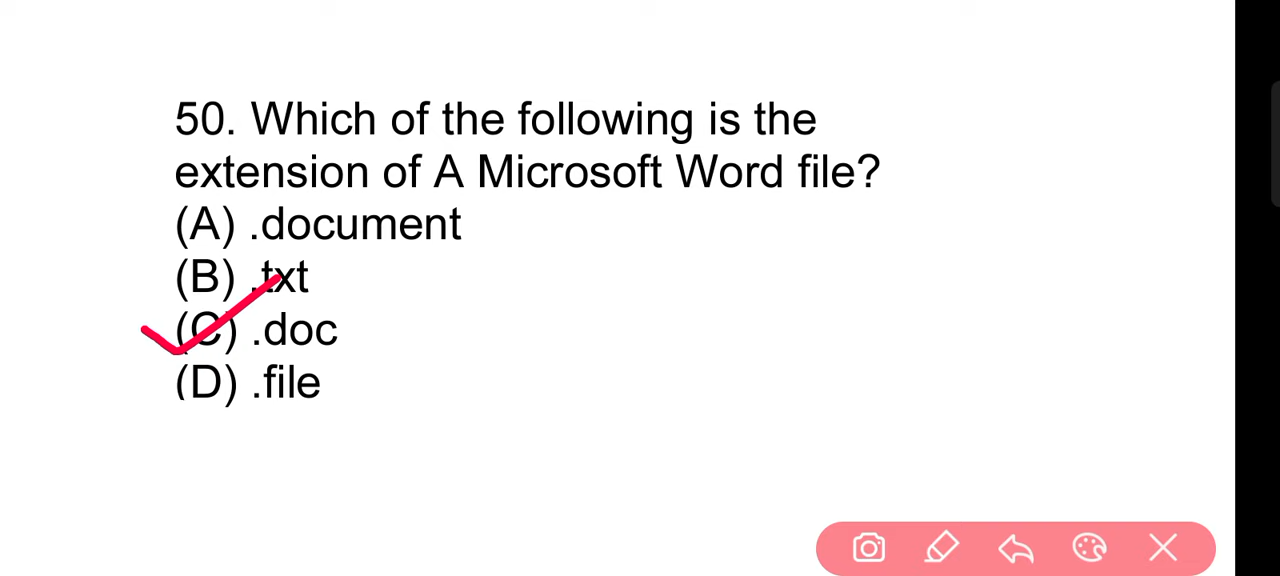 50. Which of the following is the
extension of A Microsoft Word file?
(A) .document
(B) .txt
(C) .doc
(D) .file